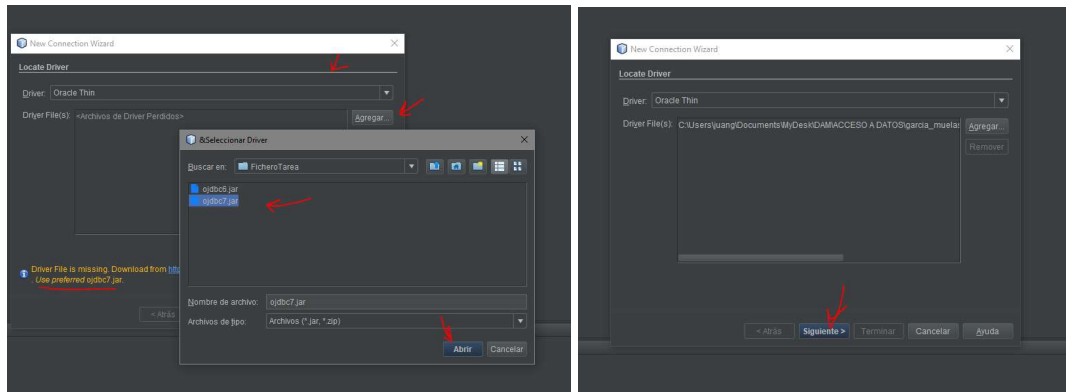 New Connection Wizard
Locate Driver
Driver: Oracle Thin
Driver File(s): <Archivos de Driver Perdidos>
Agregar...
&Seleccionar Driver
Buscar en: FicheroTarea
ojdbc6.jar
ojdbc7.jar
Driver File is missing. Download from
. Use preferred ojdbc7.jar.
Nombre de archivo: ojdbc7.jar
Archivos de tipo: Archivos (*.jar, *.zip)
< Atrás
Abrir Cancelar
New Connection Wizard
Locate Driver
Driver: Oracle Thin
Driver File(s): C:\Users\juang\Documents\MyDesk\DAM\ACCESO A DATOS\garcia_muelas
Agregar...
Remover
< Atrás Siguiente > Terminar Cancelar Ayuda